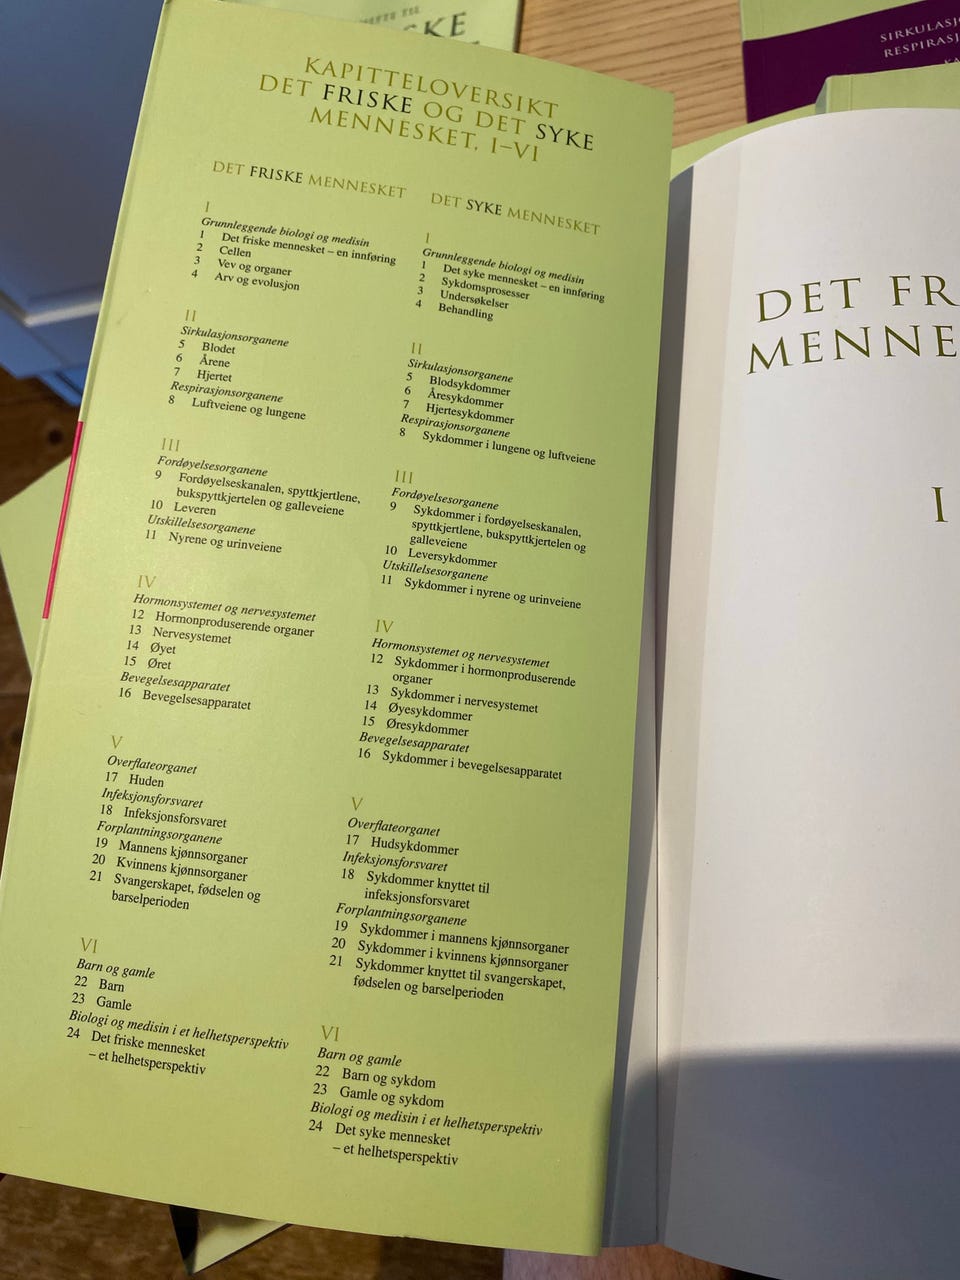 SKE
SIRKULASJ
RESPIRASJ
KAPITTELOVERSIKT
DET FRISKE OG DET SYKE
MENNESKET, I–VI
DET FRISKE MENNESKET
I
Grunnleggende biologi og medisin
1 Det friske mennesket – en innføring
2 Cellen
3 Vev og organer
4 Arv og evolusjon
II
Sirkulasjonsorganene
5 Blodet
6 Årene
7 Hjertet
Respirasjonsorganene
8 Luftveiene og lungene
III
Fordøyelsesorganene
9 Fordøyelseskanalen, spyttkjertlene,
bukspyttkjertelen og galleveiene
10 Leveren
Utskillelsesorganene
11 Nyrene og urinveiene
IV
Hormonsystemet og nervesystemet
12 Hormonproduserende organer
13 Nervesystemet
14 Øyet
15 Øret
Bevegelsesapparatet
16 Bevegelsesapparatet
V
Overflateorganet
17 Huden
Infeksjonsforsvaret
18 Infeksjonsforsvaret
Forplantningsorganene
19 Mannens kjønnsorganer
20 Kvinnens kjønnsorganer
21 Svangerskapet, fødselen og
barselperioden
VI
Barn og gamle
22 Barn
23 Gamle
Biologi og medisin i et helhetsperspektiv
24 Det friske mennesket
– et helhetsperspektiv
DET SYKE MENNESKET
I
Grunnleggende biologi og medisin
1 Det syke mennesket – en innføring
2 Sykdomsprosesser
3 Undersøkelser
4 Behandling
II
Sirkulasjonsorganene
5 Blodsykdommer
6 Åresykdommer
7 Hjertesykdommer
Respirasjonsorganene
8 Sykdommer i lungene og luftveiene
III
Fordøyelsesorganene
9 Sykdommer i fordøyelseskanalen,
spyttkjertlene, bukspyttkjertelen og
galleveiene
10 Leversykdommer
Utskillelsesorganene
11 Sykdommer i nyrene og urinveiene
IV
Hormonsystemet og nervesystemet
12 Sykdommer i hormonproduserende
organer
13 Sykdommer i nervesystemet
14 Øyesykdommer
15 Øresykdommer
Bevegelsesapparatet
16 Sykdommer i bevegelsesapparatet
V
Overflateorganet
17 Hudsykdommer
Infeksjonsforsvaret
18 Sykdommer knyttet til
infeksjonsforsvaret
Forplantningsorganene
19 Sykdommer i mannens kjønnsorganer
20 Sykdommer i kvinnens kjønnsorganer
21 Sykdommer knyttet til svangerskapet,
fødselen og barselperioden
VI
Barn og gamle
22 Barn og sykdom
23 Gamle og sykdom
Biologi og medisin i et helhetsperspektiv
24 Det syke mennesket
– et helhetsperspektiv
DET FR
MENNE
I